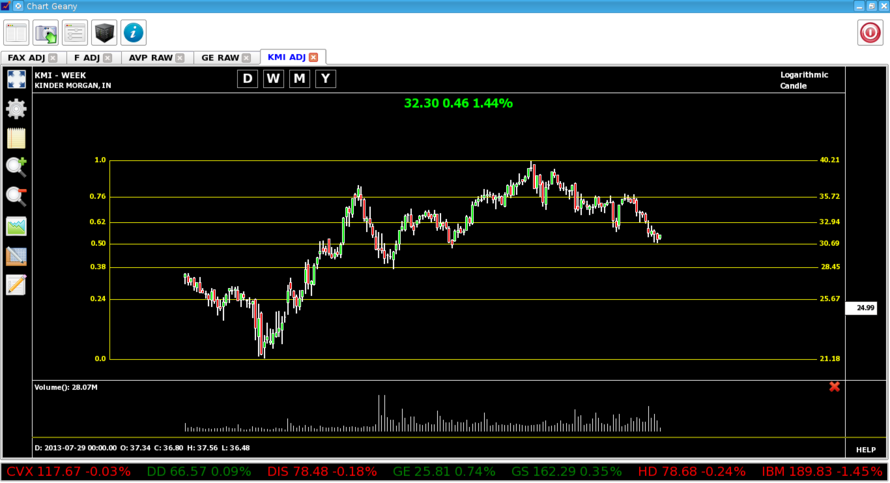 Chart Geany
FAX ADJ
F ADJ
AVP RAW
GE RAW
KMI ADJ
KMI - WEEK
KINDER MORGAN, IN
D W M Y
Logarithmic
Candle
32.30 0.46 1.44%
1.0 40.21
0.76 35.72
0.62 32.94
0.50 30.69
0.38 28.45
0.24 25.67
24.99
0.0 21.18
Volume(): 28.07M
D: 2013-07-29 00:00.00 O: 37.34 C: 36.80 H: 37.56 L: 36.48
HELP
CVX 117.67 -0.03% DD 66.57 0.09% DIS 78.48 -0.18% GE 25.81 0.74% GS 162.29 0.35% HD 78.68 -0.24% IBM 189.83 -1.45%